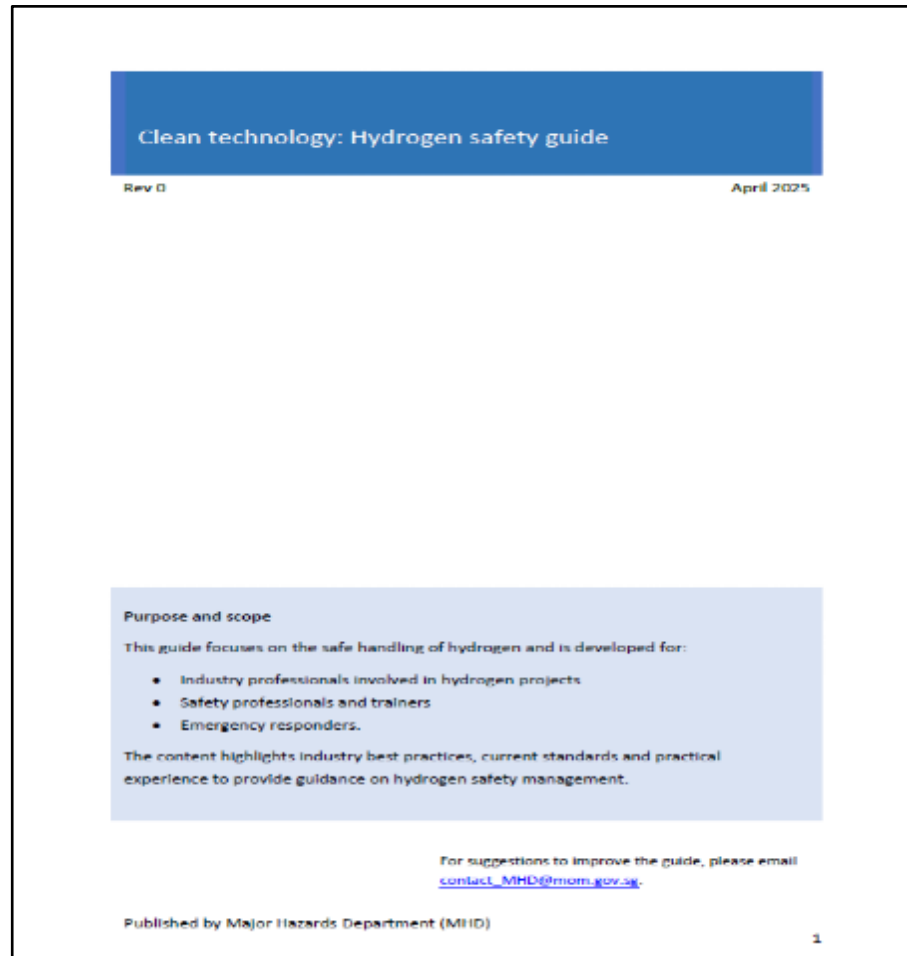 Clean technology: Hydrogen safety guide
Rev 0 April 2025
Purpose and scope
This guide focuses on the safe handling of hydrogen and is developed for:
• Industry professionals involved in hydrogen projects
• Safety professionals and trainers
• Emergency responders.
The content highlights industry best practices, current standards and practical
experience to provide guidance on hydrogen safety management.
For suggestions to improve the guide, please email
contact_MHD@mom.gov.sg.
Published by Major Hazards Department (MHD)
1